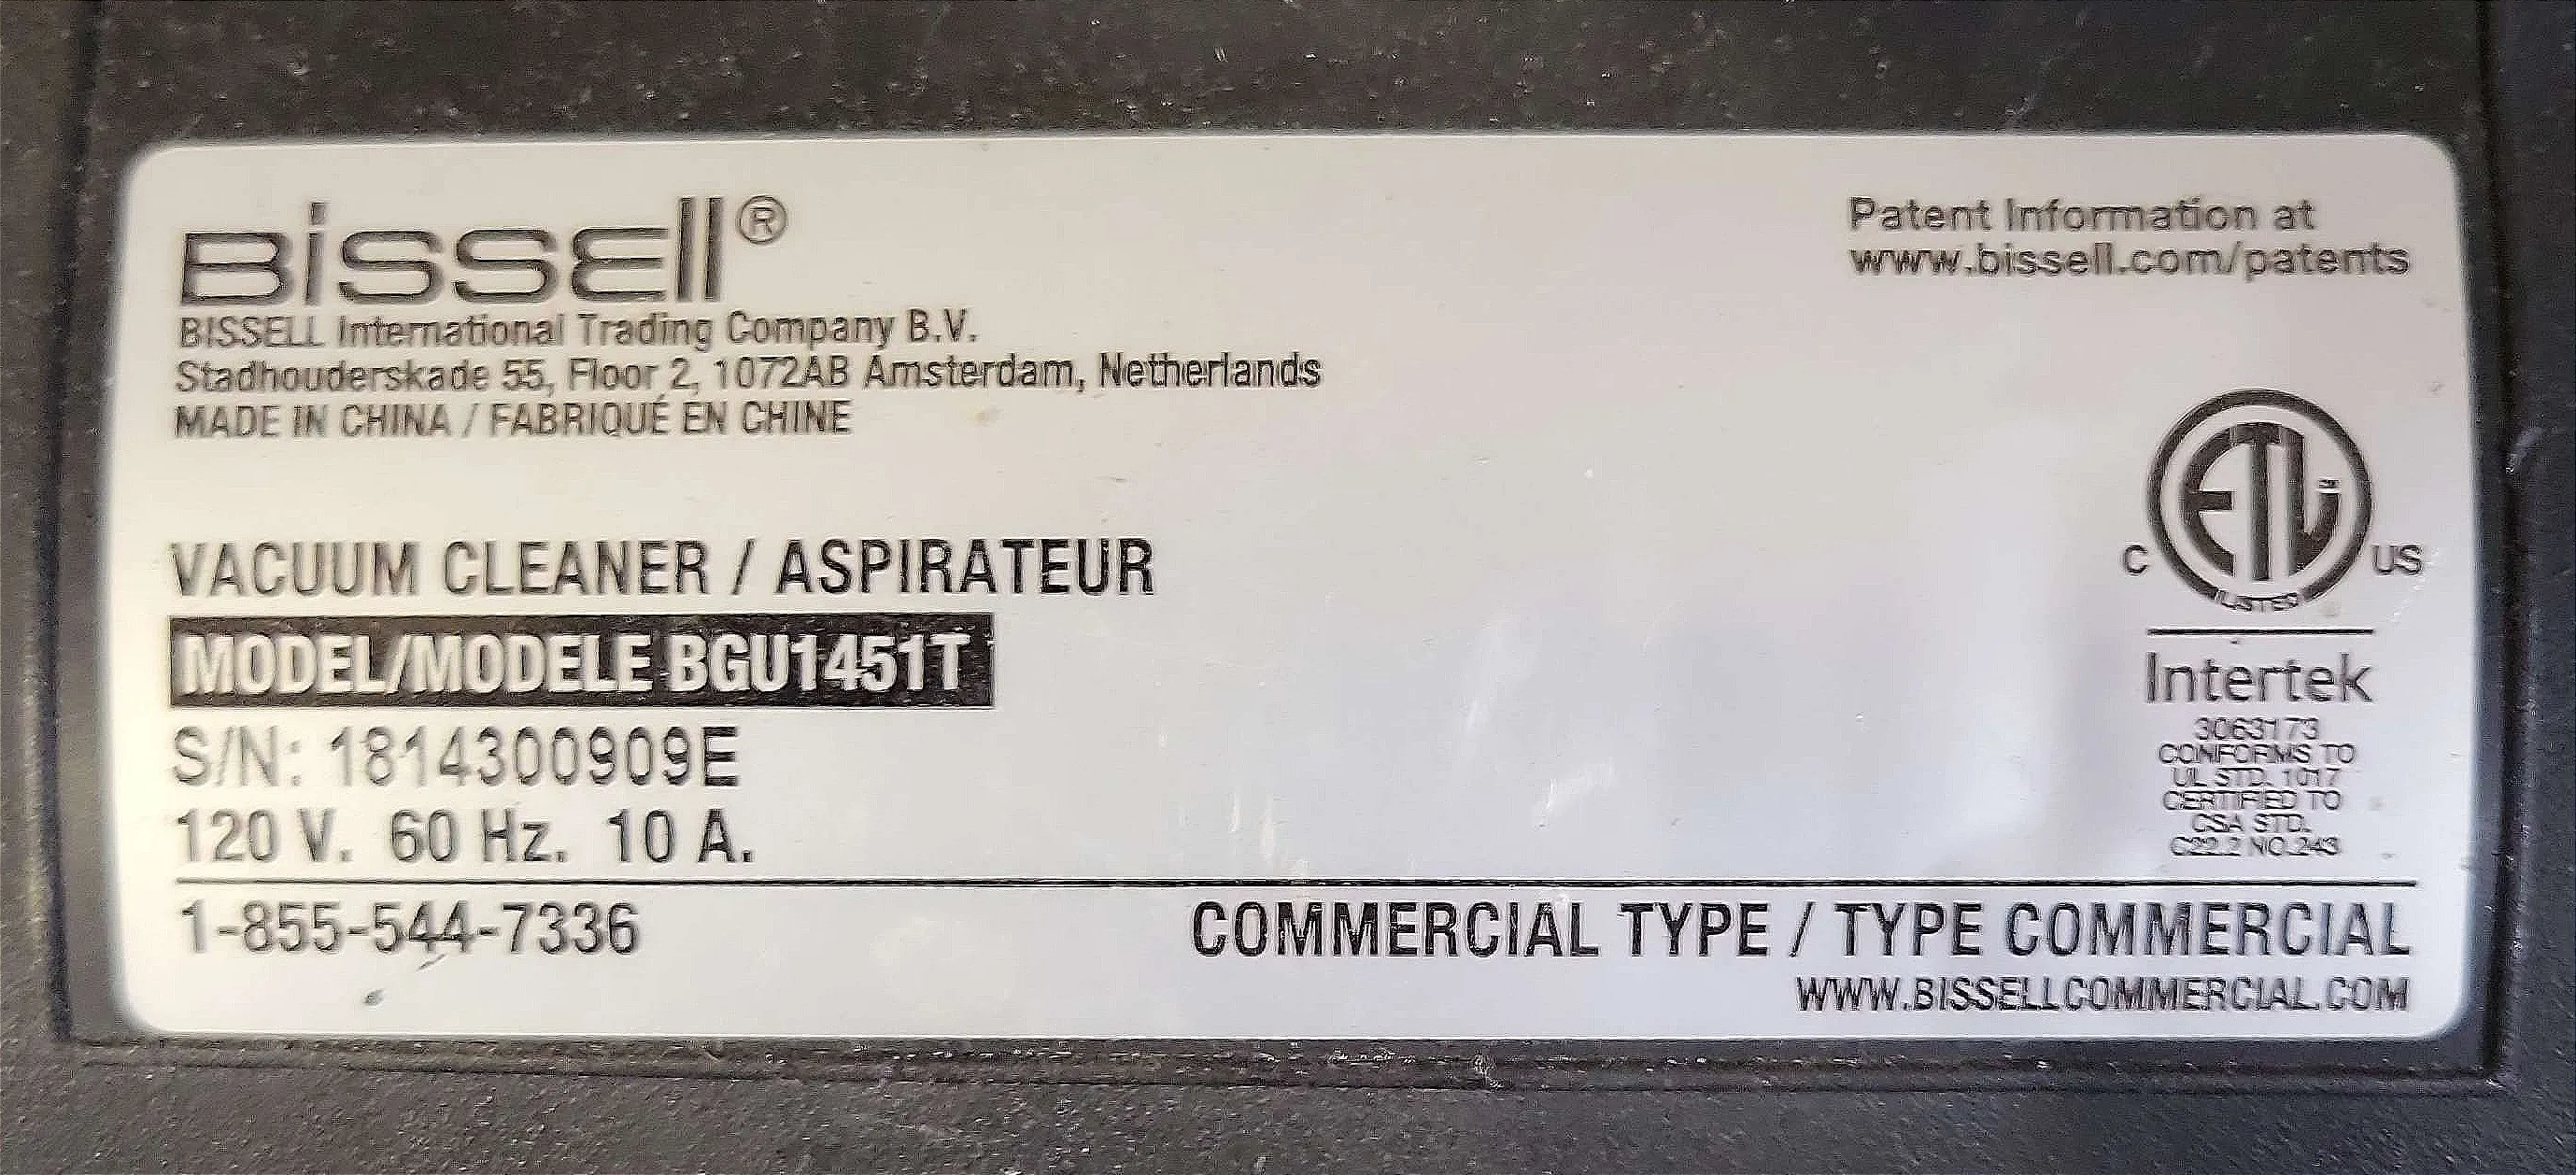 Bissell®
BISSELL International Trading Company B.V.
Stadhouderskade 55, Floor 2, 1072AB Amsterdam, Netherlands
MADE IN CHINA / FABRIQUÉ EN CHINE
Patent Information at
www.bissell.com/patents
VACUUM CLEANER / ASPIRATEUR
MODEL/MODELE BGU1451T
S/N: 1814300909E
120 V. 60 Hz. 10 A.
ETL
C US
LISTED
Intertek
3063173
CONFORMS TO
UL STD. 1017
CERTIFIED TO
CSA STD.
C22.2 NO.243
1-855-544-7336
COMMERCIAL TYPE / TYPE COMMERCIAL
WWW.BISSELLCOMMERCIAL.COM